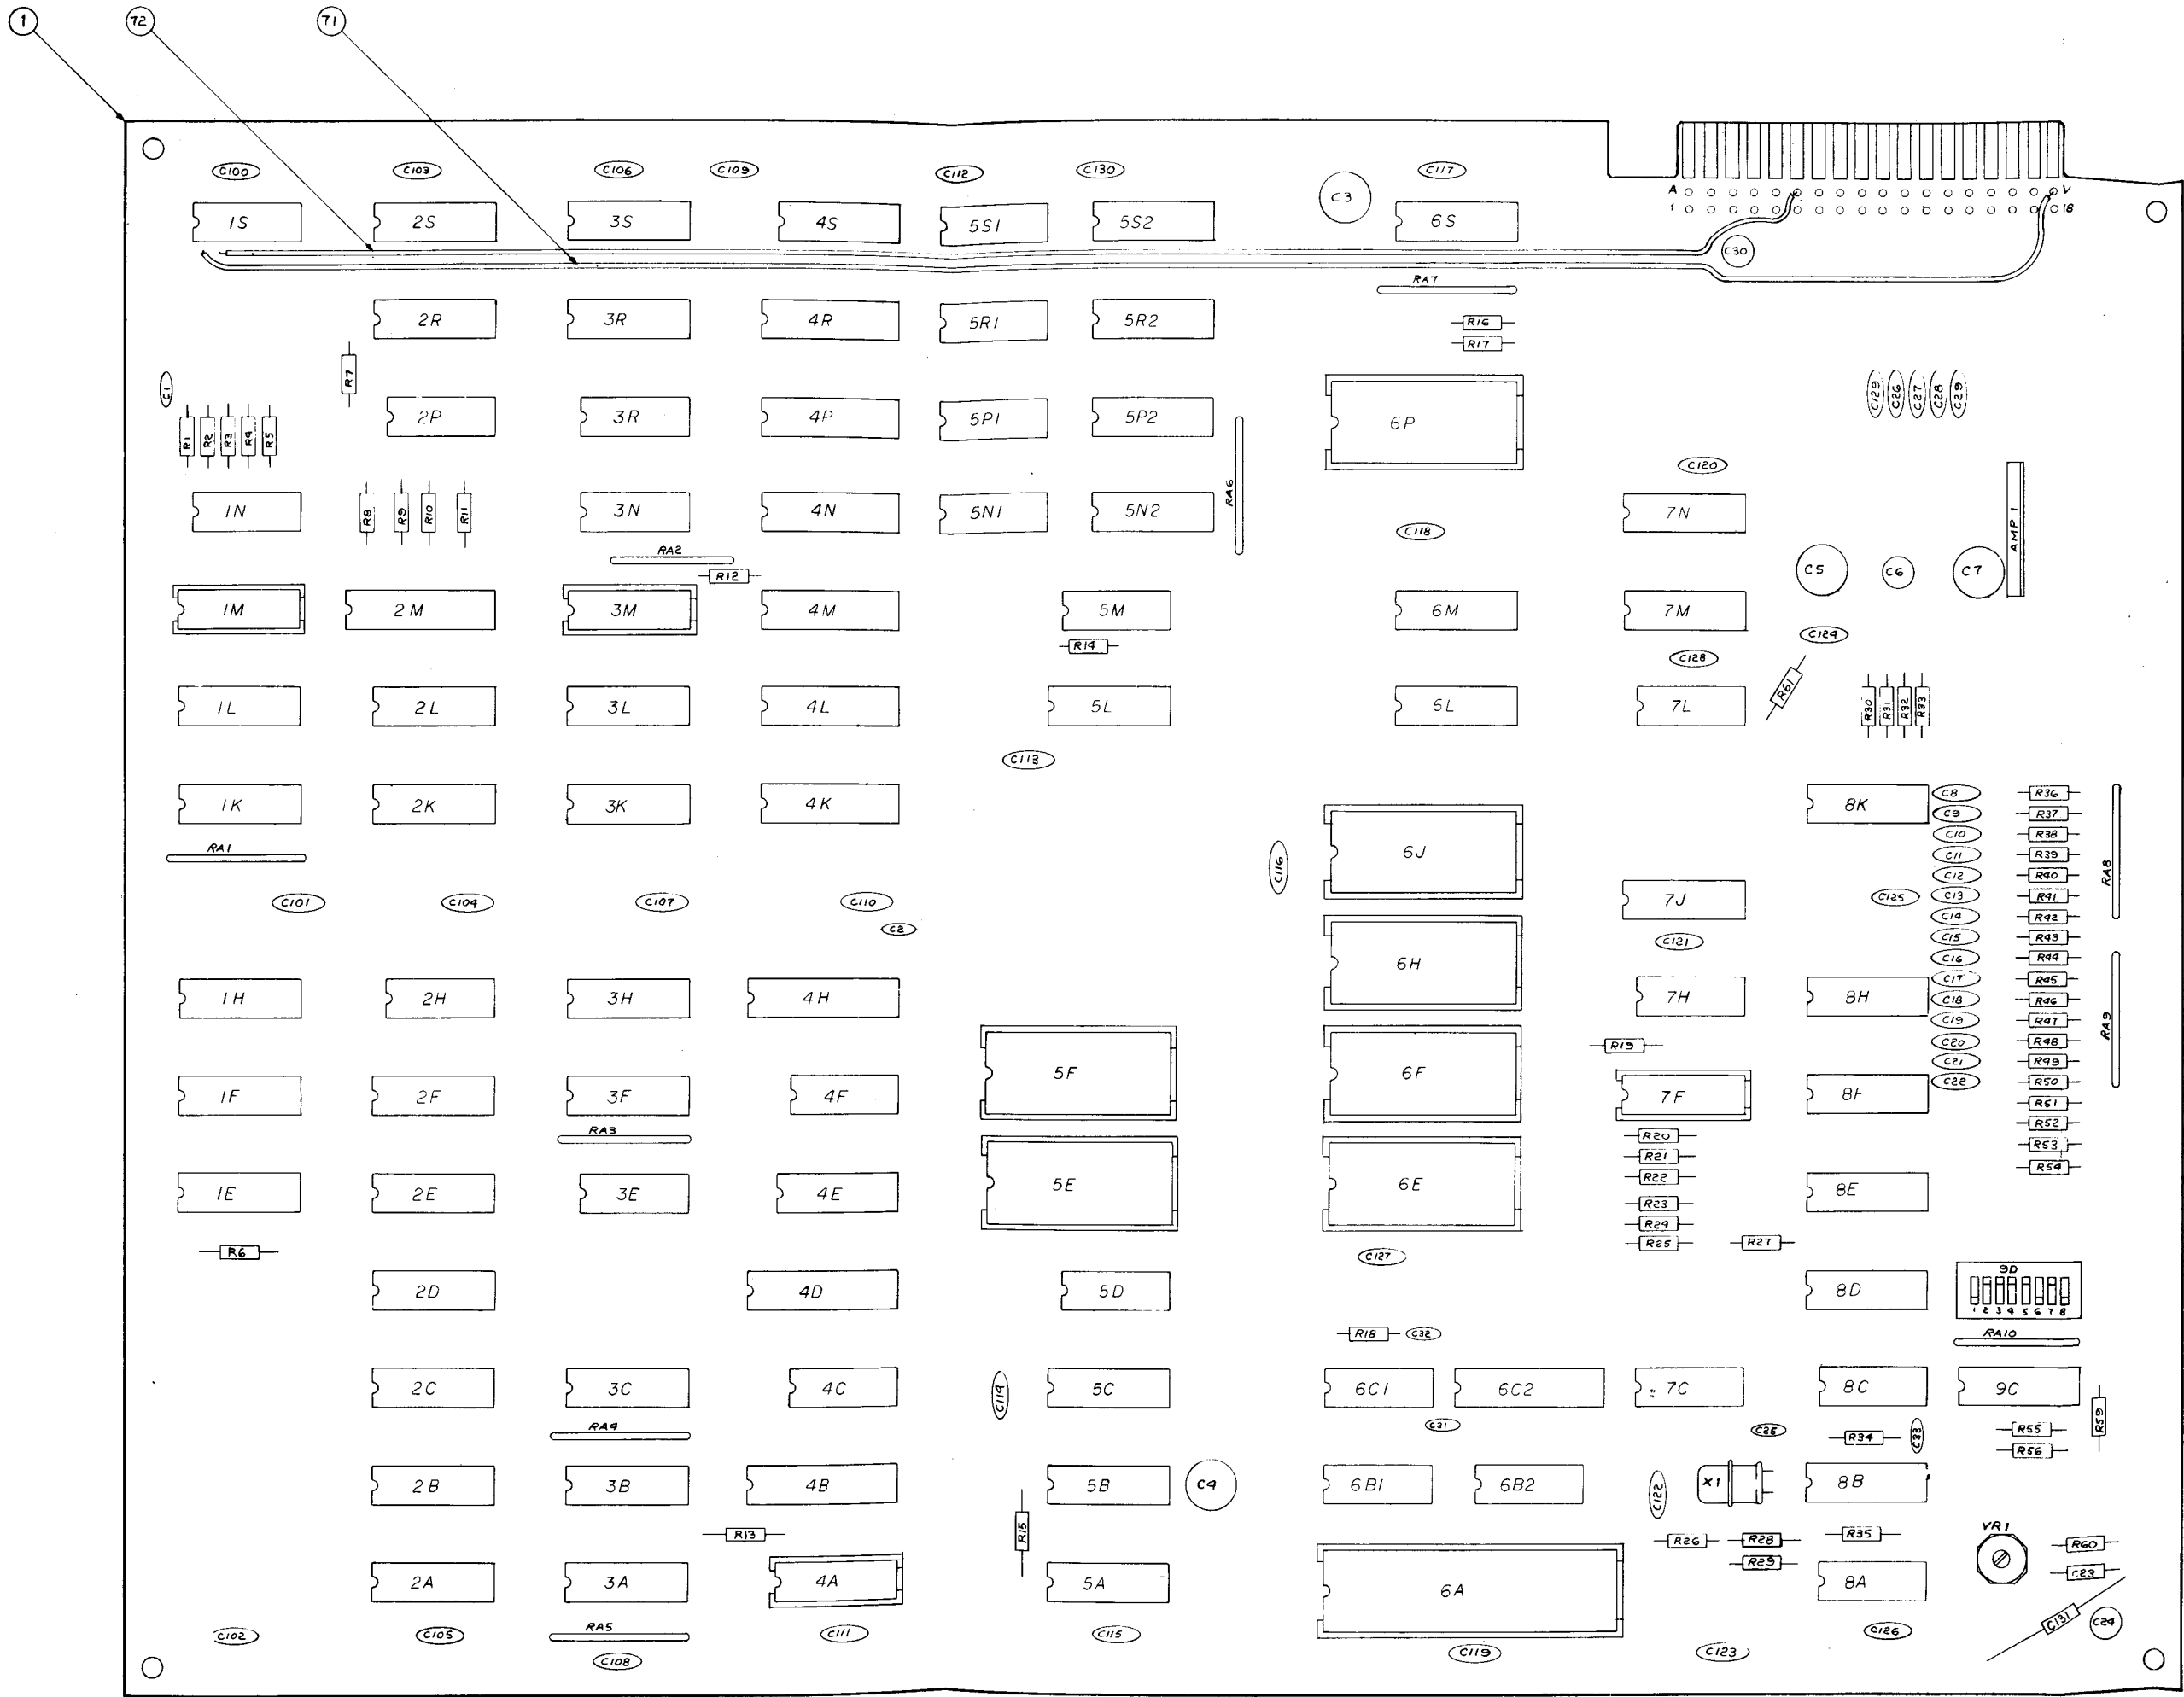 1 72 71
C100 C103 C106 C109 C112 C130 C117
C3
A V
1 18
1S 2S 3S 4S 5S1 5S2 6S
C30
RA7
2R 3R 4R 5R1 5R2 R16
R17
R7
C1 C129 C26 C27 C28 C29
2P 3R 4P 5P1 5P2 6P
R1 R2 R3 R4 R5
C120
RA6
1N R8 R9 R10 R11 3N 4N 5N1 5N2 7N
C118 AMP 1
RA2
R12 C5 C6 C7
1M 2M 3M 4M 5M 6M 7M
C124
R14
C128
R61
1L 2L 3L 4L 5L 6L 7L R30 R31 R32 R33
C113
C8 R36
1K 2K 3K 4K 8K
C9 R37
C10 R38
RA1 6J C11 R39
C116 RA8
C12 R40
C101 C104 C107 C110 7J C125 C13 R41
C14 R42
C2
C121 C15 R43
6H C16 R44
C17 R45
1H 2H 3H 4H 7H 8H C18 R46
C19 R47
RA9
R19 C20 R48
C21 R49
5F 6F
C22 R50
1F 2F 3F 4F 7F 8F
R51
R52
RA3
R20 R53
R21
R54
R22
1E 2E 3E 4E 5E 6E 8E
R23
R24
R6 R25 R27
C127
9D
2D 4D 5D 8D
1 2 3 4 5 6 7 8
R18 C32 RA10
2C 3C 4C C114 5C 6C1 6C2 7C 8C 9C
R59
RA4 C31 C25 R34 C33 R55
R56
2B 3B 4B 5B C4 6B1 6B2 C122 X1 8B
R13 R15 R26 R28 R35 VR1 R60
R29
C23
2A 3A 4A 5A 6A 8A
C131 C24
C102 C105 RA5 C111 C115 C126
C108 C119 C123